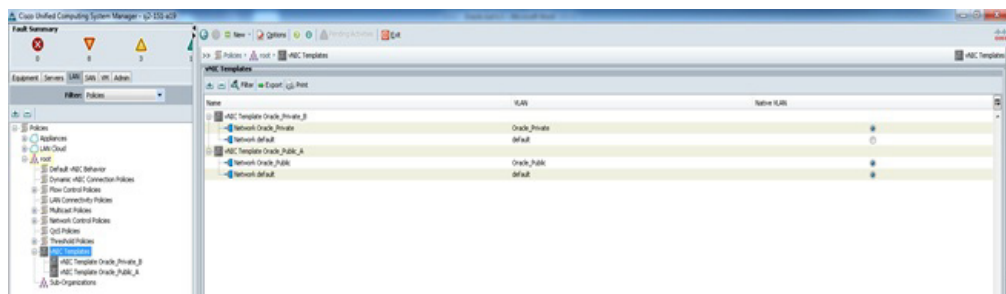 Cisco Unified Computing System Manager - sj2-151-a19
Fault Summary
0 8 3
New Options Pending Activities Exit
>> Policies root vNIC Templates vNIC Templates
Equipment Servers LAN SAN VM Admin
Filter: Policies
vNIC Templates
Filter Export Print
Name VLAN Native VLAN
vNIC Template Oracle_Private_B
Network Oracle_Private Oracle_Private
Network default default
vNIC Template Oracle_Public_A
Network Oracle_Public Oracle_Public
Network default default
Policies
Appliances
LAN Cloud
root
Default vNIC Behavior
Dynamic vNIC Connection Policies
Flow Control Policies
LAN Connectivity Policies
Multicast Policies
Network Control Policies
QoS Policies
Threshold Policies
vNIC Templates
vNIC Template Oracle_Private_B
vNIC Template Oracle_Public_A
Sub-Organizations